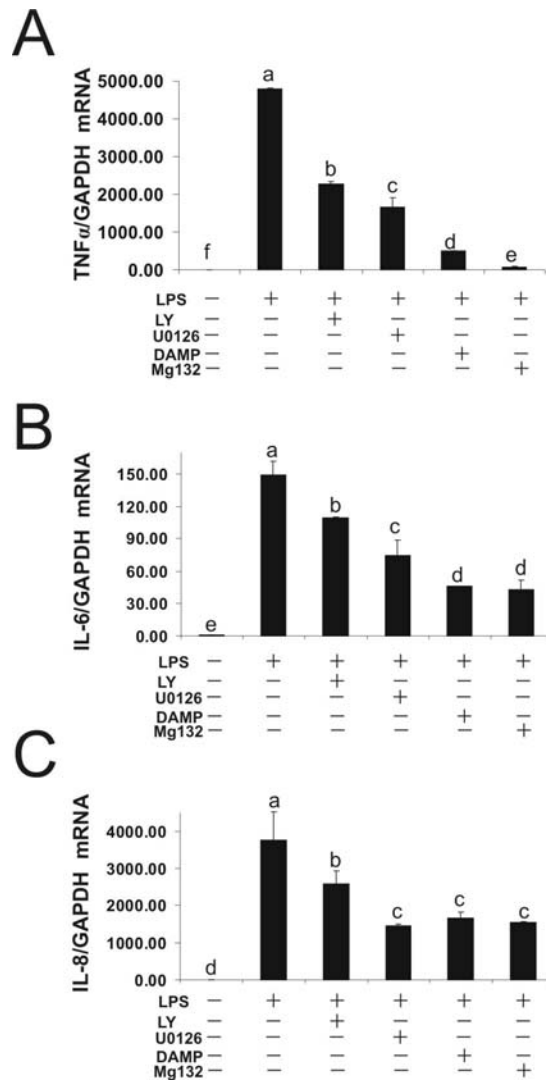 A
TNFα/GAPDH mRNA
5000.00
4000.00
3000.00
2000.00
1000.00
0.00
f a b c d e
LPS — + + + + +
LY — — + — — —
U0126 — — — + — —
DAMP — — — — + —
Mg132 — — — — — +
B
IL-6/GAPDH mRNA
150.00
120.00
90.00
60.00
30.00
0.00
e a b c d d
LPS — + + + + +
LY — — + — — —
U0126 — — — + — —
DAMP — — — — + —
Mg132 — — — — — +
C
IL-8/GAPDH mRNA
4000.00
3000.00
2000.00
1000.00
0.00
d a b c c c
LPS — + + + + +
LY — — + — — —
U0126 — — — + — —
DAMP — — — — + —
Mg132 — — — — — +